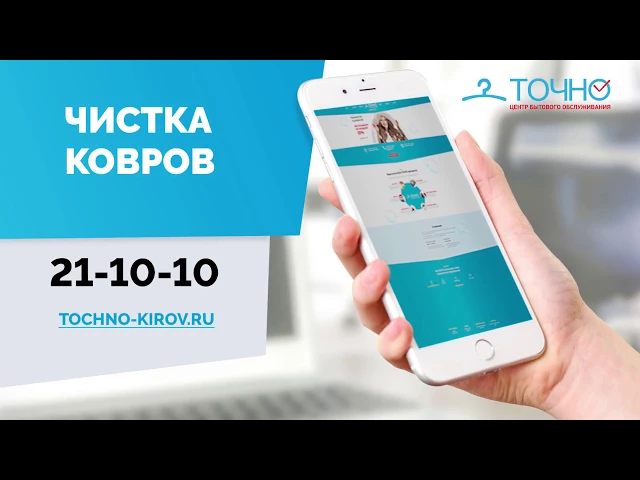 ЧИСТКА
КОВРОВ
21-10-10
TOCHNO-KIROV.RU
ТОЧНО
ЦЕНТР БЫТОВОГО ОБСЛУЖИВАНИЯ